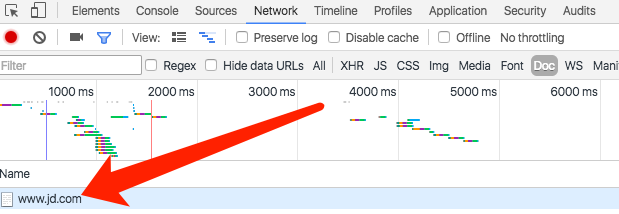 Elements Console Sources Network Timeline Profiles Application Security Audits
View: Preserve log Disable cache Offline No throttling
Filter Regex Hide data URLs All XHR JS CSS Img Media Font Doc WS Mani
1000 ms 2000 ms 3000 ms 4000 ms 5000 ms 6000 ms
Name
www.jd.com